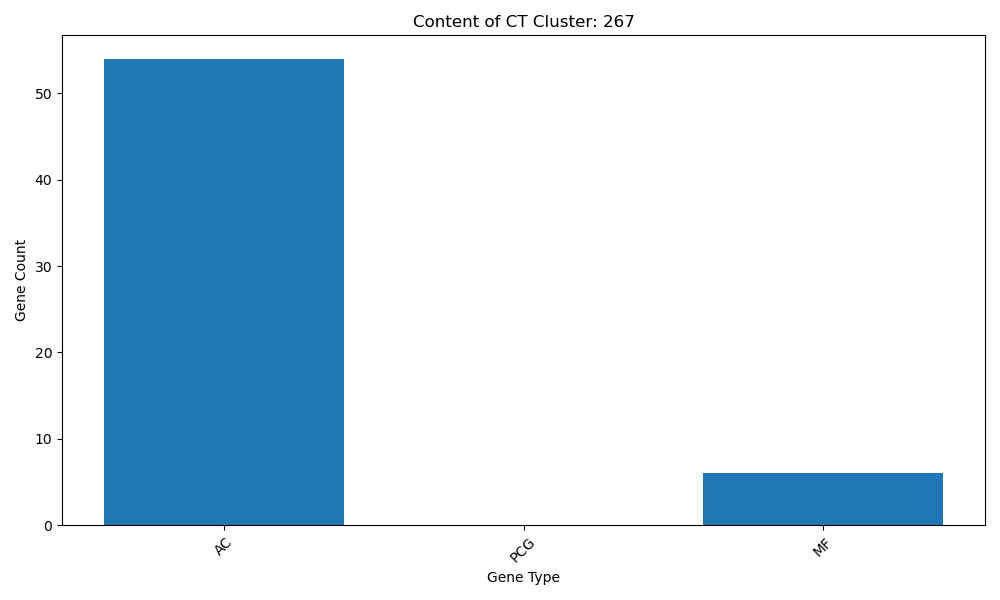 Content of CT Cluster: 267
Gene Count
50
40
30
20
10
0
AC
PCG
MF
Gene Type